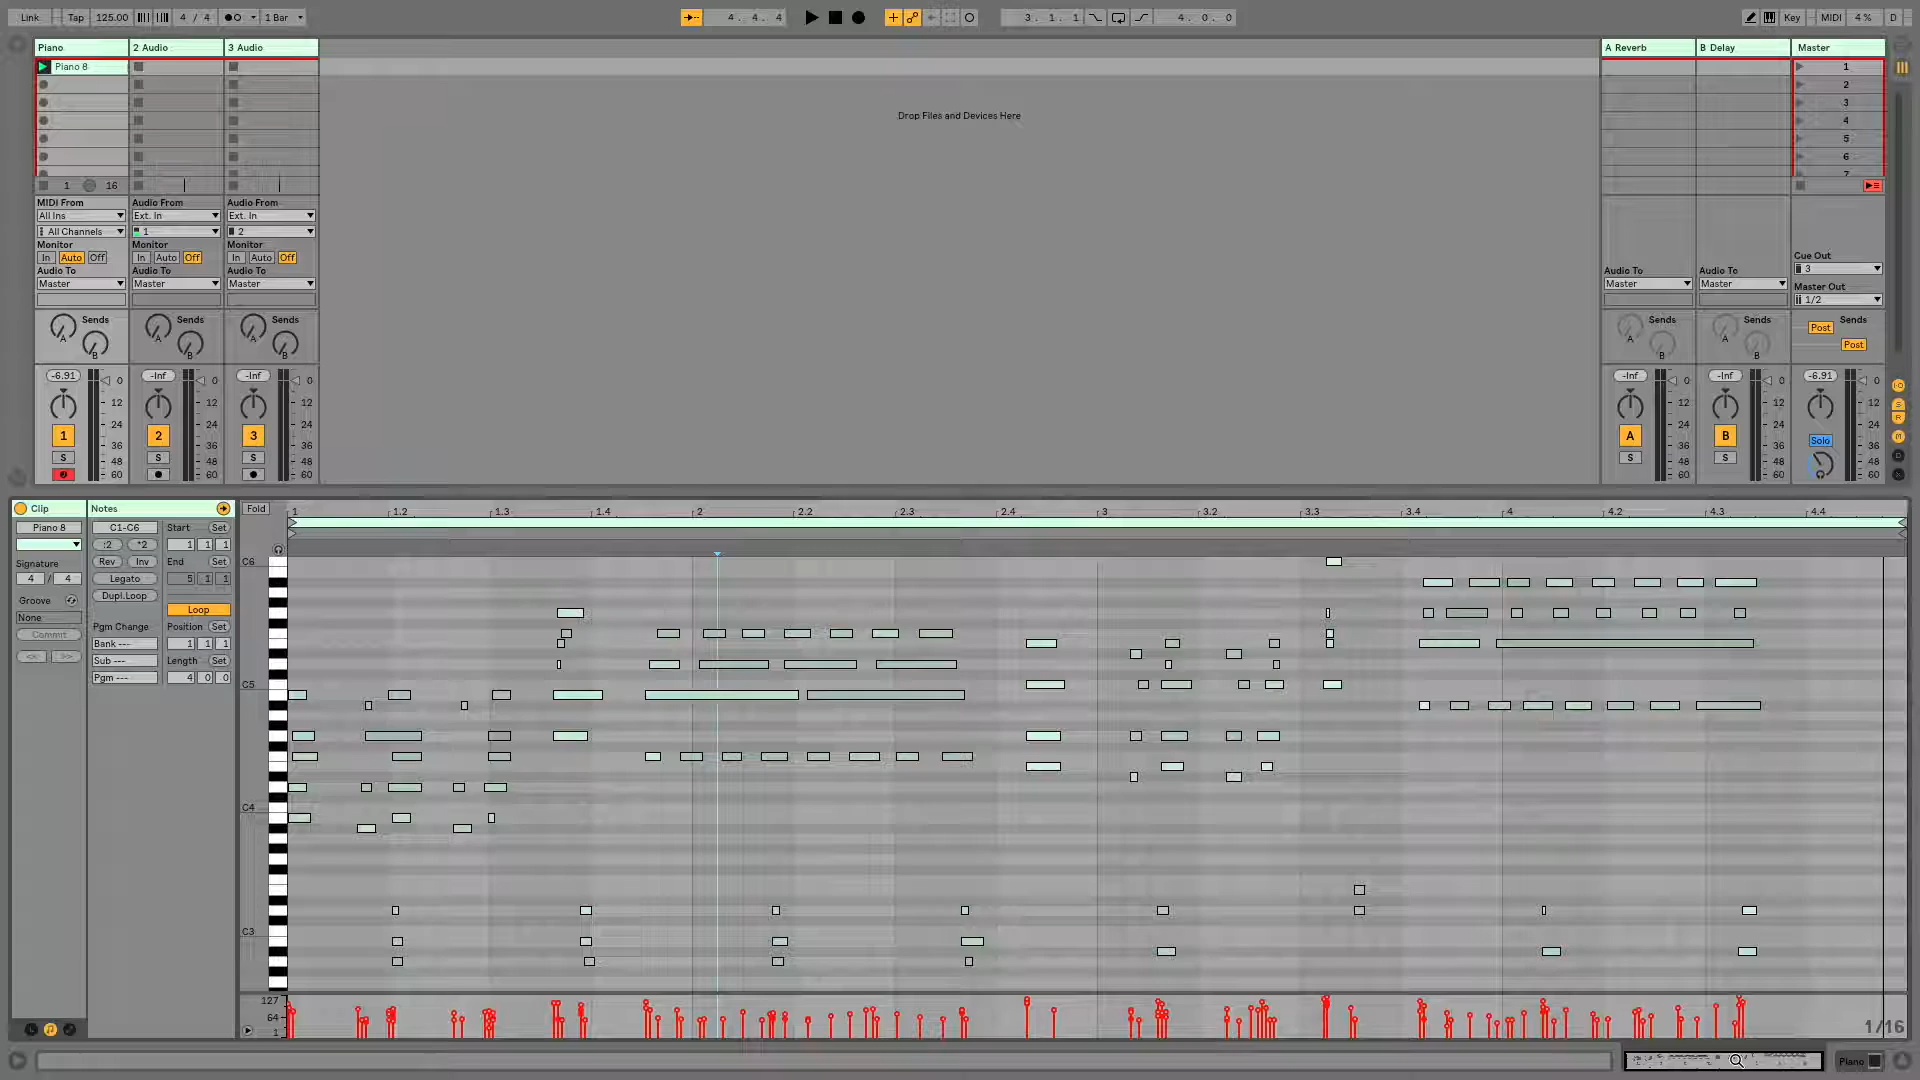 Link Tap 125.00 4 / 4 1 Bar 4. 4. 4 3. 1. 1 4. 0. 0 Key MIDI 4 % D
Piano 2 Audio 3 Audio A Reverb B Delay Master
Piano 8 1
2
Drop Files and Devices Here
3
4
5
6
7
1 16
MIDI From Audio From Audio From
All Ins Ext. In Ext. In
All Channels 1 2
Monitor Monitor Monitor
In Auto Off In Auto Off In Auto Off Cue Out
Audio To Audio To Audio To Audio To Audio To 3
Master Master Master Master Master Master Out
1/2
Sends Sends Sends Sends Sends Post Sends
A A A A A
B B B B B Post
-6.91 0 -Inf 0 -Inf 0 -Inf 0 -Inf 0 -6.91 0
12 12 12 12 12 12
24 24 24 24 24 24
1 2 3 A B
36 36 36 36 36 Solo 36
S S S S S
48 48 48 48 48 48
60 60 60 60 60 60
Clip Notes Fold 1 1.2 1.3 1.4 2 2.2 2.3 2.4 3 3.2 3.3 3.4 4 4.2 4.3 4.4
Piano 8 C1-C6 Start Set
:2 *2 1 1 1
Signature Rev Inv End Set
4 / 4 Legato 5 1 1
Groove Dupl.Loop Loop
None Pgm Change Position Set
Commit Bank --- 1 1 1
<< >> Sub --- Length Set
Pgm --- 4 0 0
C6
C5
C4
C3
127
64
1
1/16
Piano